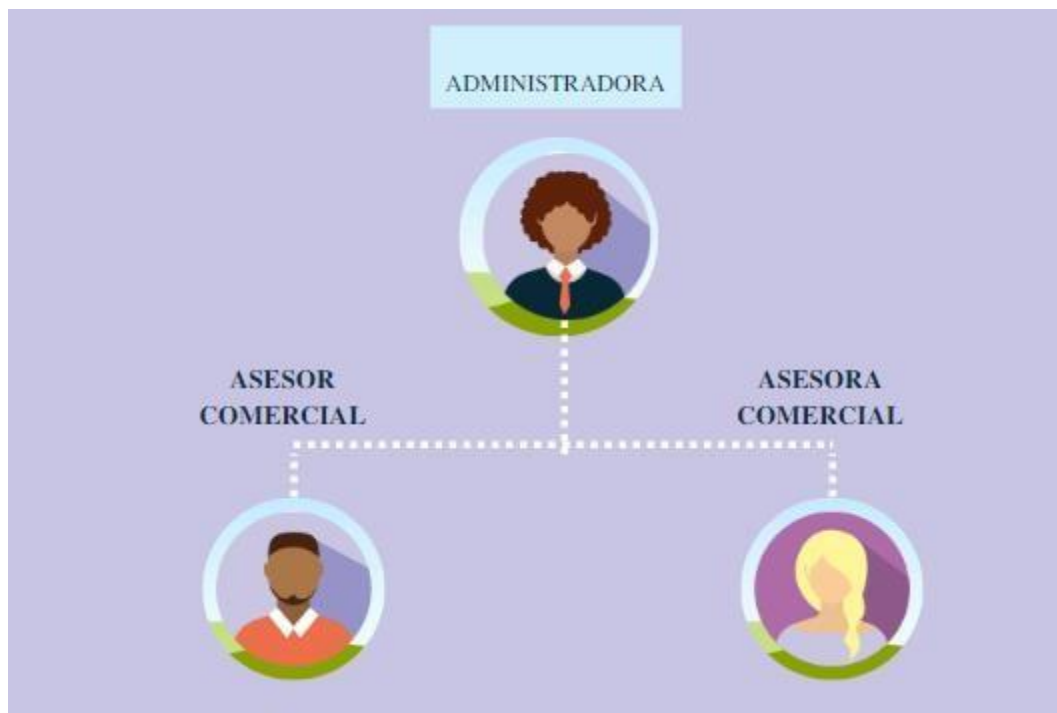 ADMINISTRADORA
ASESOR
COMERCIAL
ASESORA
COMERCIAL